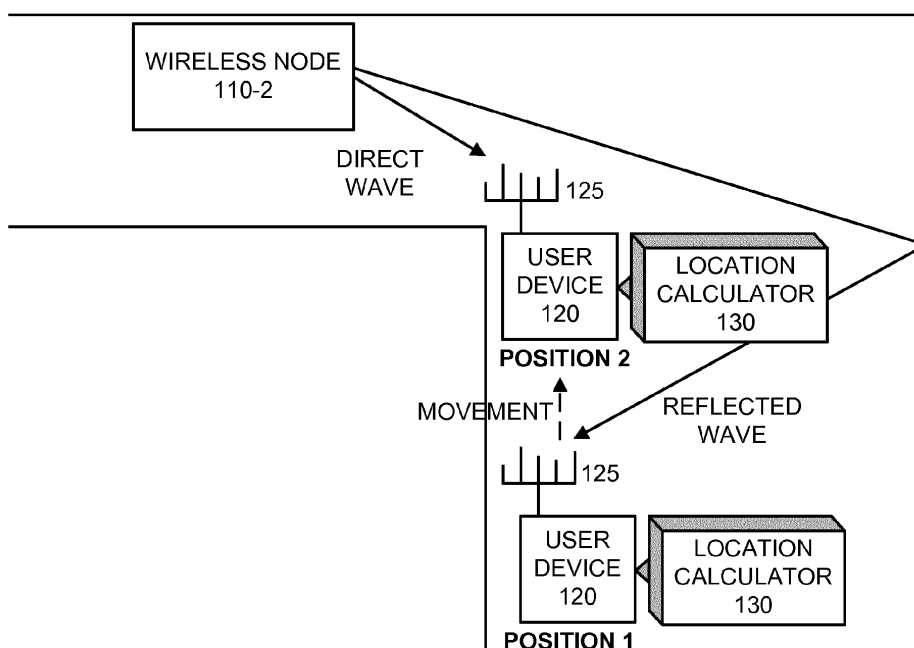 WIRELESS NODE
110-2
DIRECT
WAVE
125
USER
DEVICE
120
LOCATION
CALCULATOR
130
POSITION 2
MOVEMENT
REFLECTED
WAVE
125
USER
DEVICE
120
LOCATION
CALCULATOR
130
POSITION 1